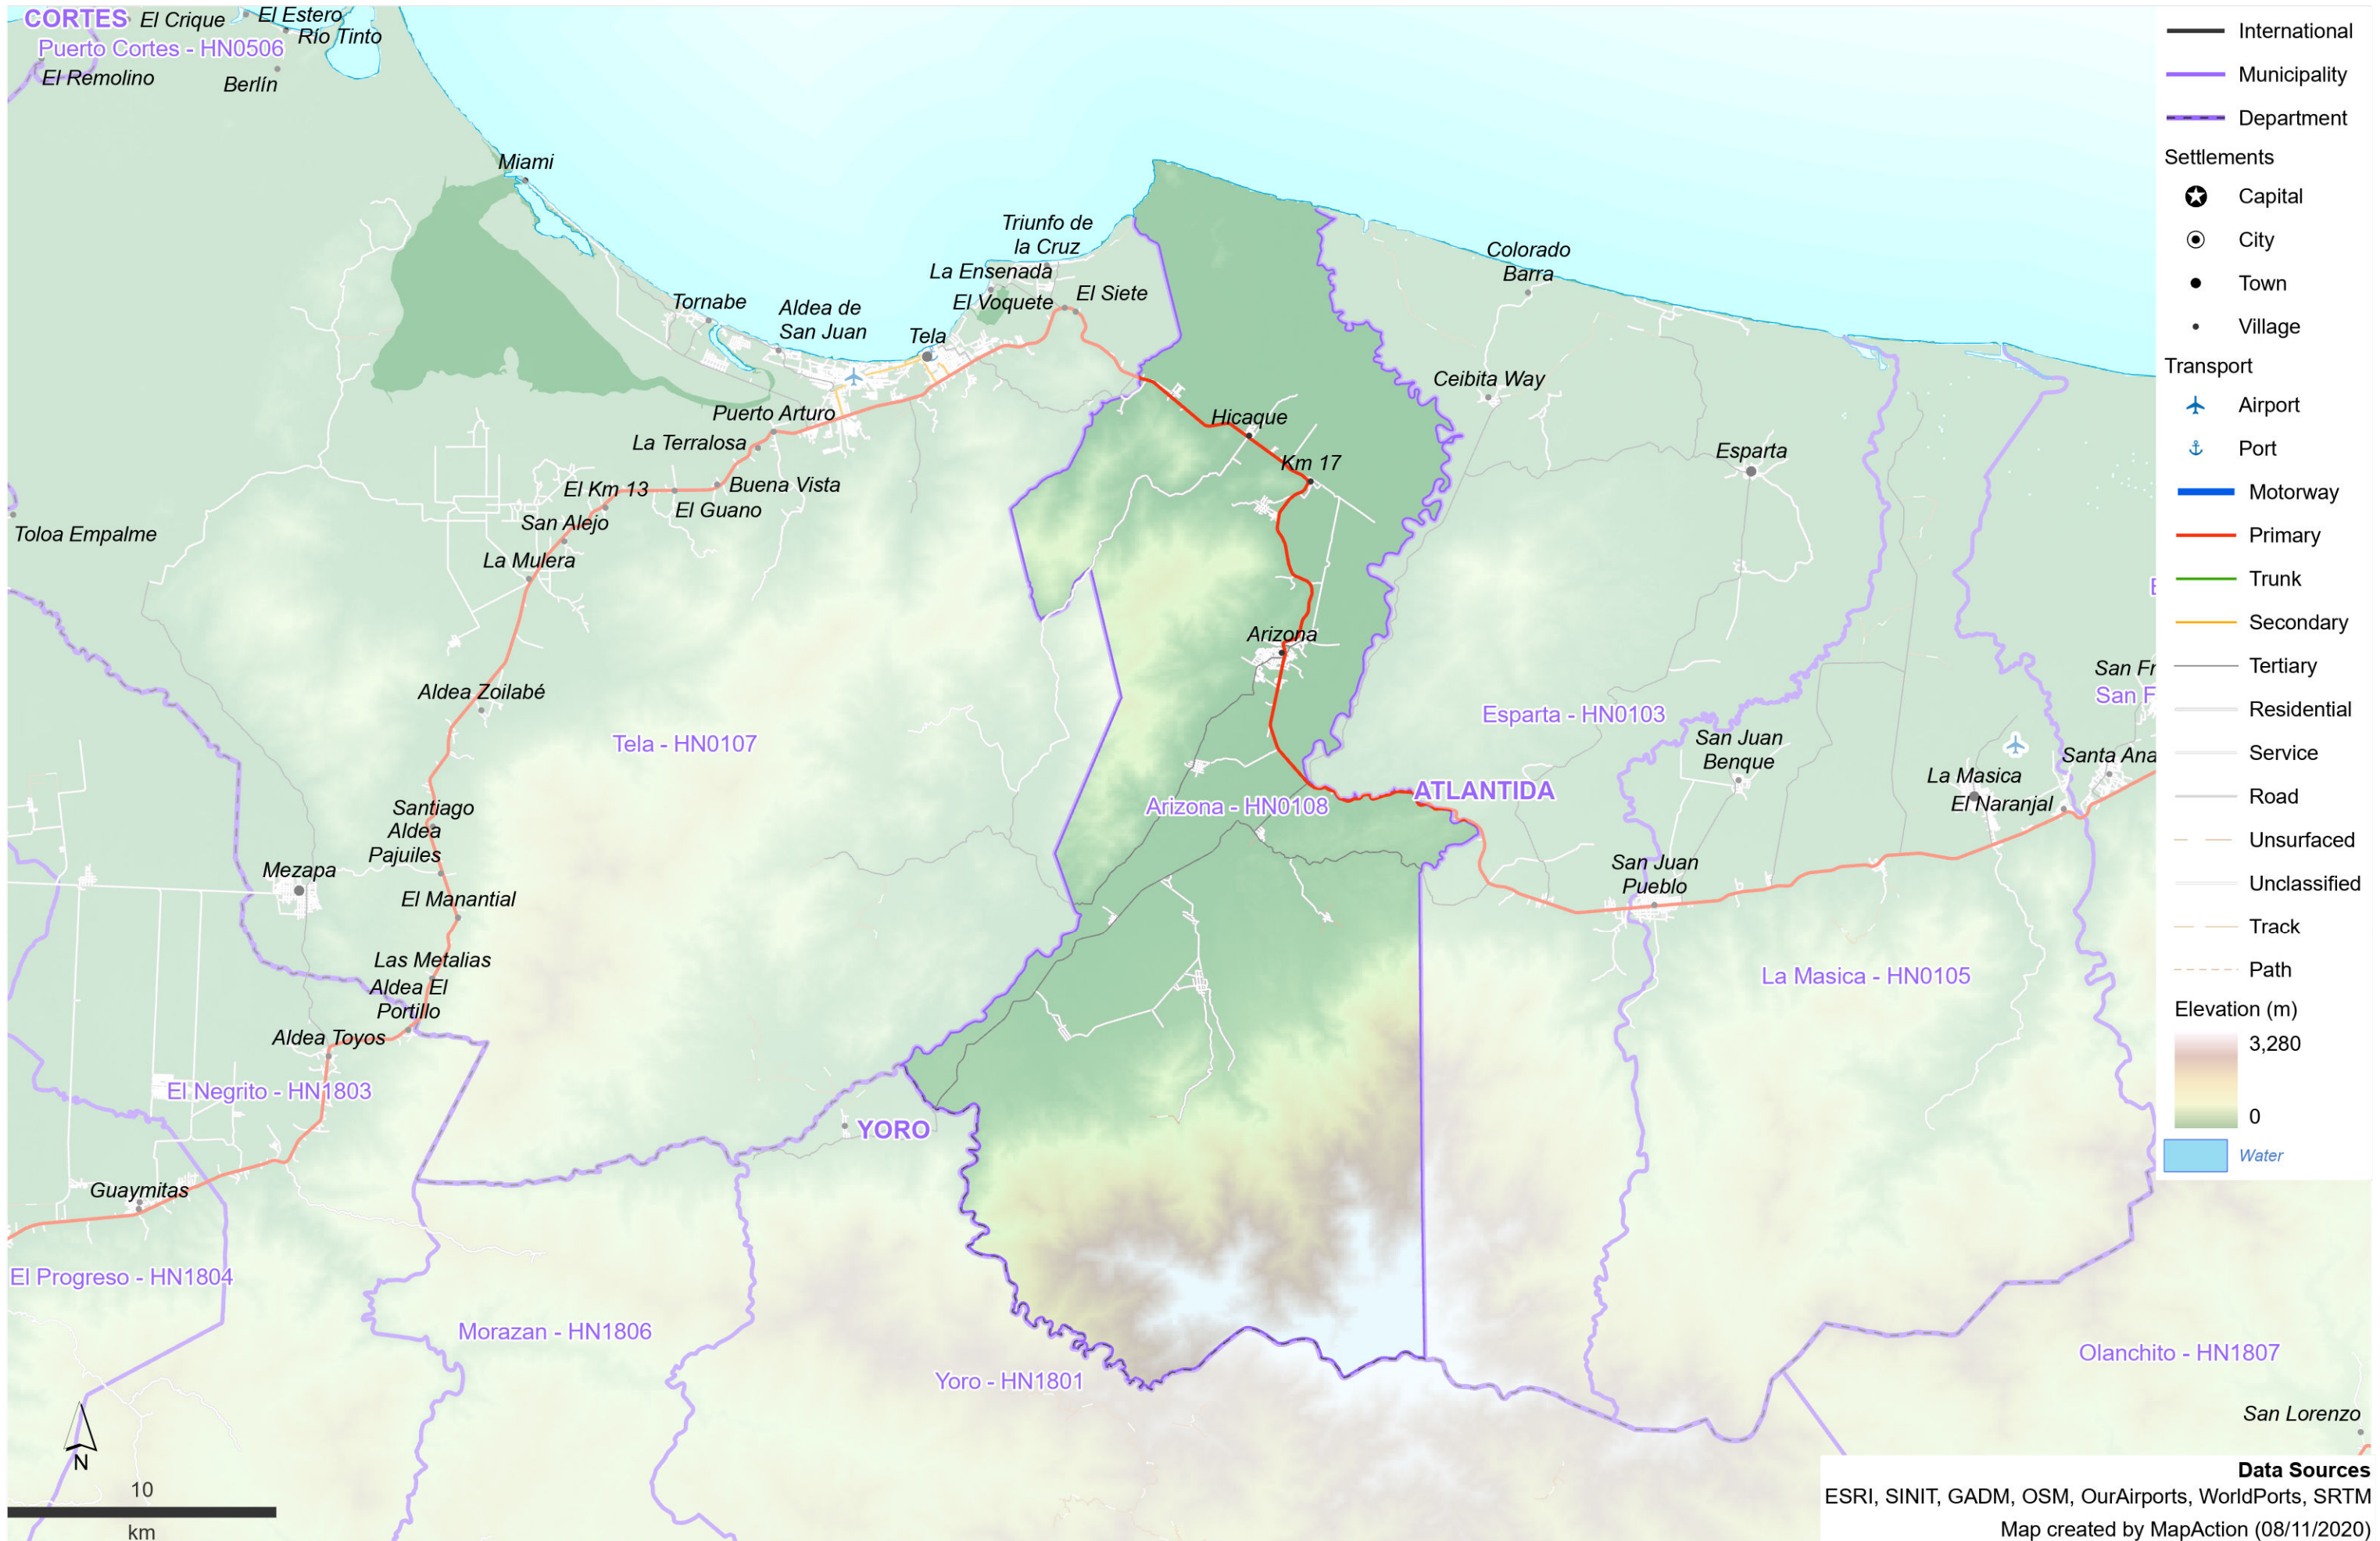 CORTES
El Crique
El Estero
Río Tinto
Puerto Cortes - HN0506
El Remolino
Berlín
Miami
Triunfo de
la Cruz
La Ensenada
El Voquete
El Siete
Tornabe
Aldea de
San Juan
Tela
Colorado
Barra
Ceibita Way
Puerto Arturo
Hicaque
La Terralosa
Km 17
Esparta
El Km 13
Buena Vista
El Guano
San Alejo
Toloa Empalme
La Mulera
Arizona
Aldea Zoilabé
Tela - HN0107
Esparta - HN0103
San Fr
San F
San Juan
Benque
Santa Ana
La Masica
El Naranjal
ATLANTIDA
Arizona - HN0108
Santiago
Aldea
Pajuiles
Mezapa
San Juan
Pueblo
El Manantial
Las Metalias
La Masica - HN0105
Aldea El
Portillo
Aldea Toyos
El Negrito - HN1803
YORO
Guaymitas
El Progreso - HN1804
Morazan - HN1806
Yoro - HN1801
Olanchito - HN1807
San Lorenzo
N
10
km
International
Municipality
Department
Settlements
Capital
City
Town
Village
Transport
Airport
Port
Motorway
Primary
Trunk
Secondary
Tertiary
Residential
Service
Road
Unsurfaced
Unclassified
Track
Path
Elevation (m)
3,280
0
Water
Data Sources
ESRI, SINIT, GADM, OSM, OurAirports, WorldPorts, SRTM
Map created by MapAction (08/11/2020)